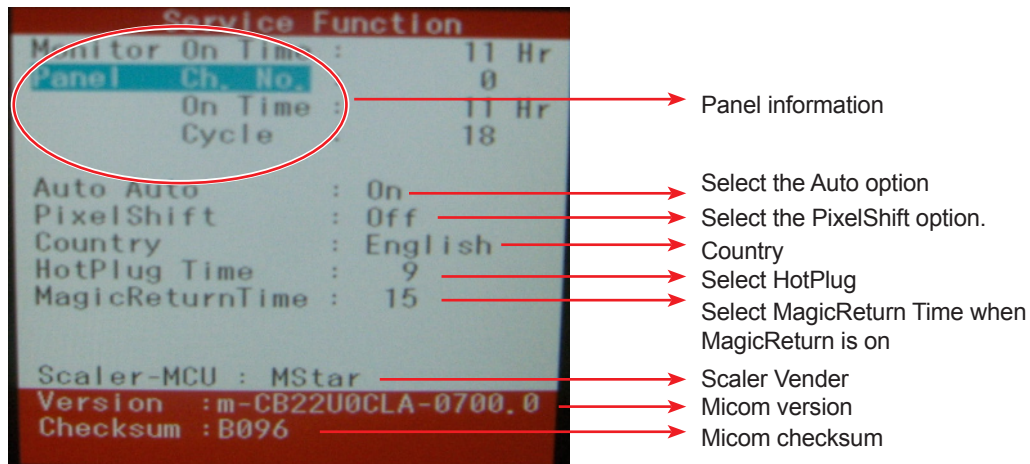 Service Function
Monitor On Time : 11 Hr
Panel Ch. No. 0
On Time : 11 Hr
Cycle : 18
Panel information
Auto Auto : On
Select the Auto option
PixelShift : Off
Select the PixelShift option.
Country : English
Country
HotPlug Time : 9
Select HotPlug
MagicReturnTime : 15
Select MagicReturn Time when
MagicReturn is on
Scaler-MCU : MStar
Scaler Vender
Version :m-CB22U0CLA-0700.0
Micom version
Checksum :B096
Micom checksum